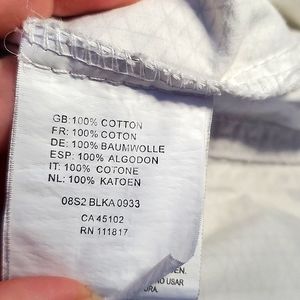 GB: 100% COTTON
FR: 100% COTON
DE: 100% BAUMWOLLE
ESP: 100% ALGODON
IT: 100% COTONE
NL: 100% KATOEN
08S2 BLKA 0933
CA 45102
RN 111817
USAR